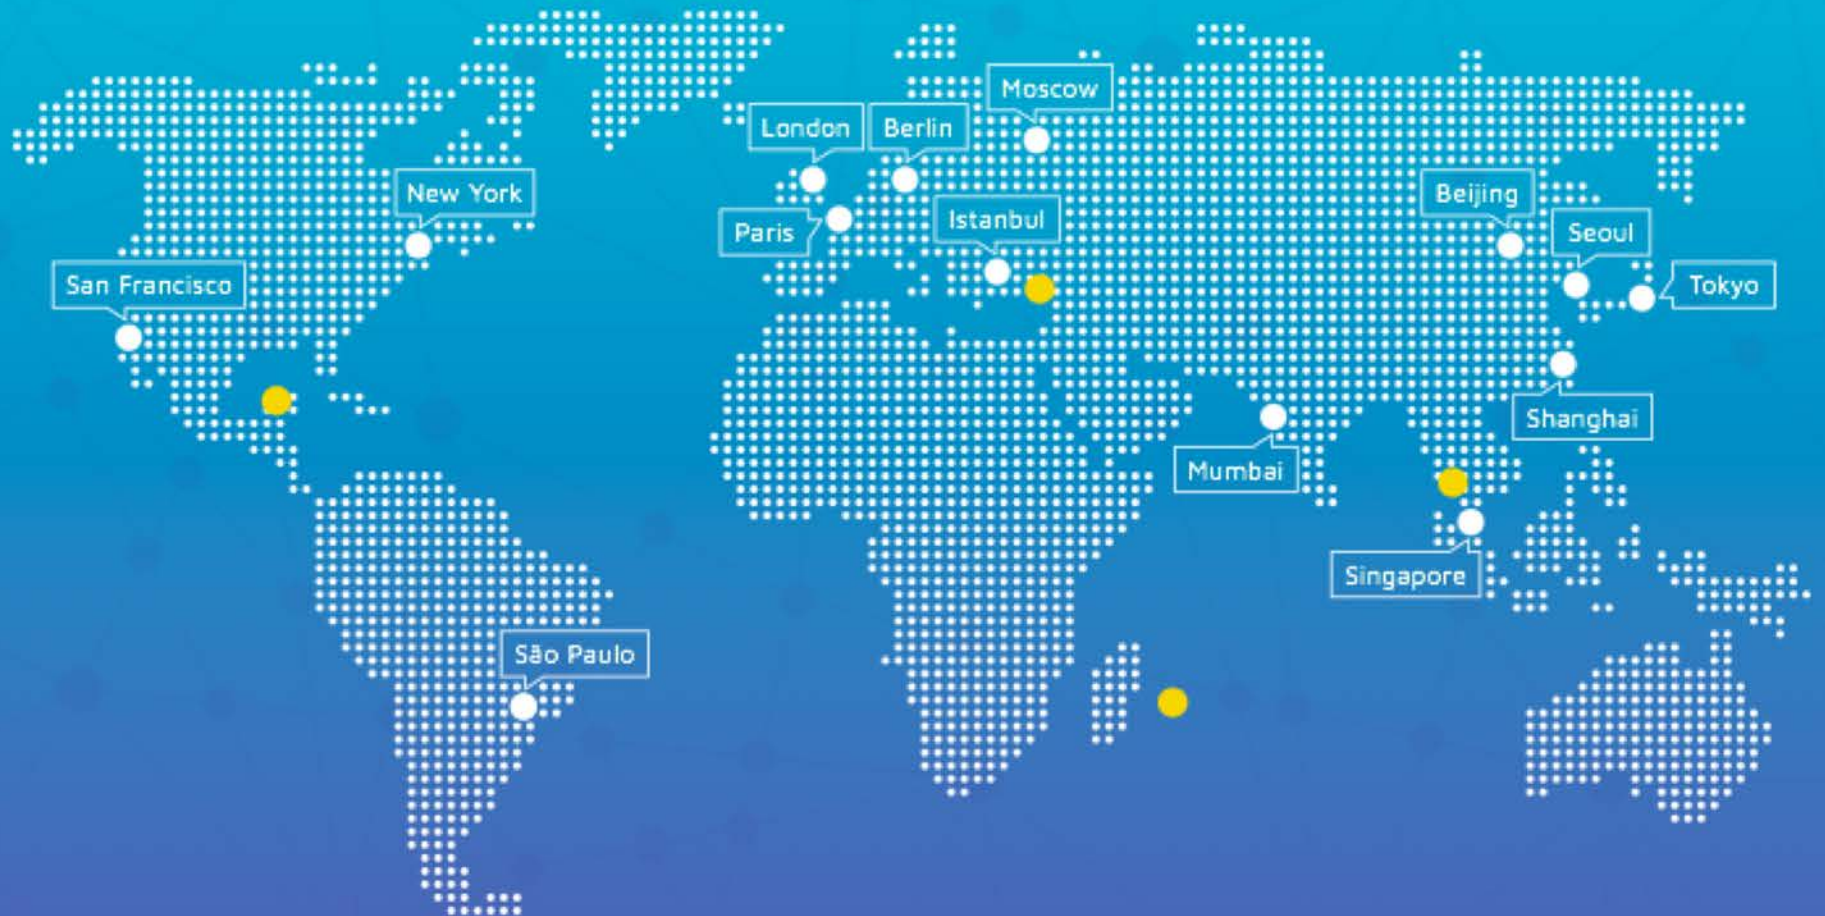 Moscow
London
Berlin
New York
Beijing
Istanbul
Paris
Seoul
San Francisco
Tokyo
Shanghai
Mumbai
Singapore
São Paulo